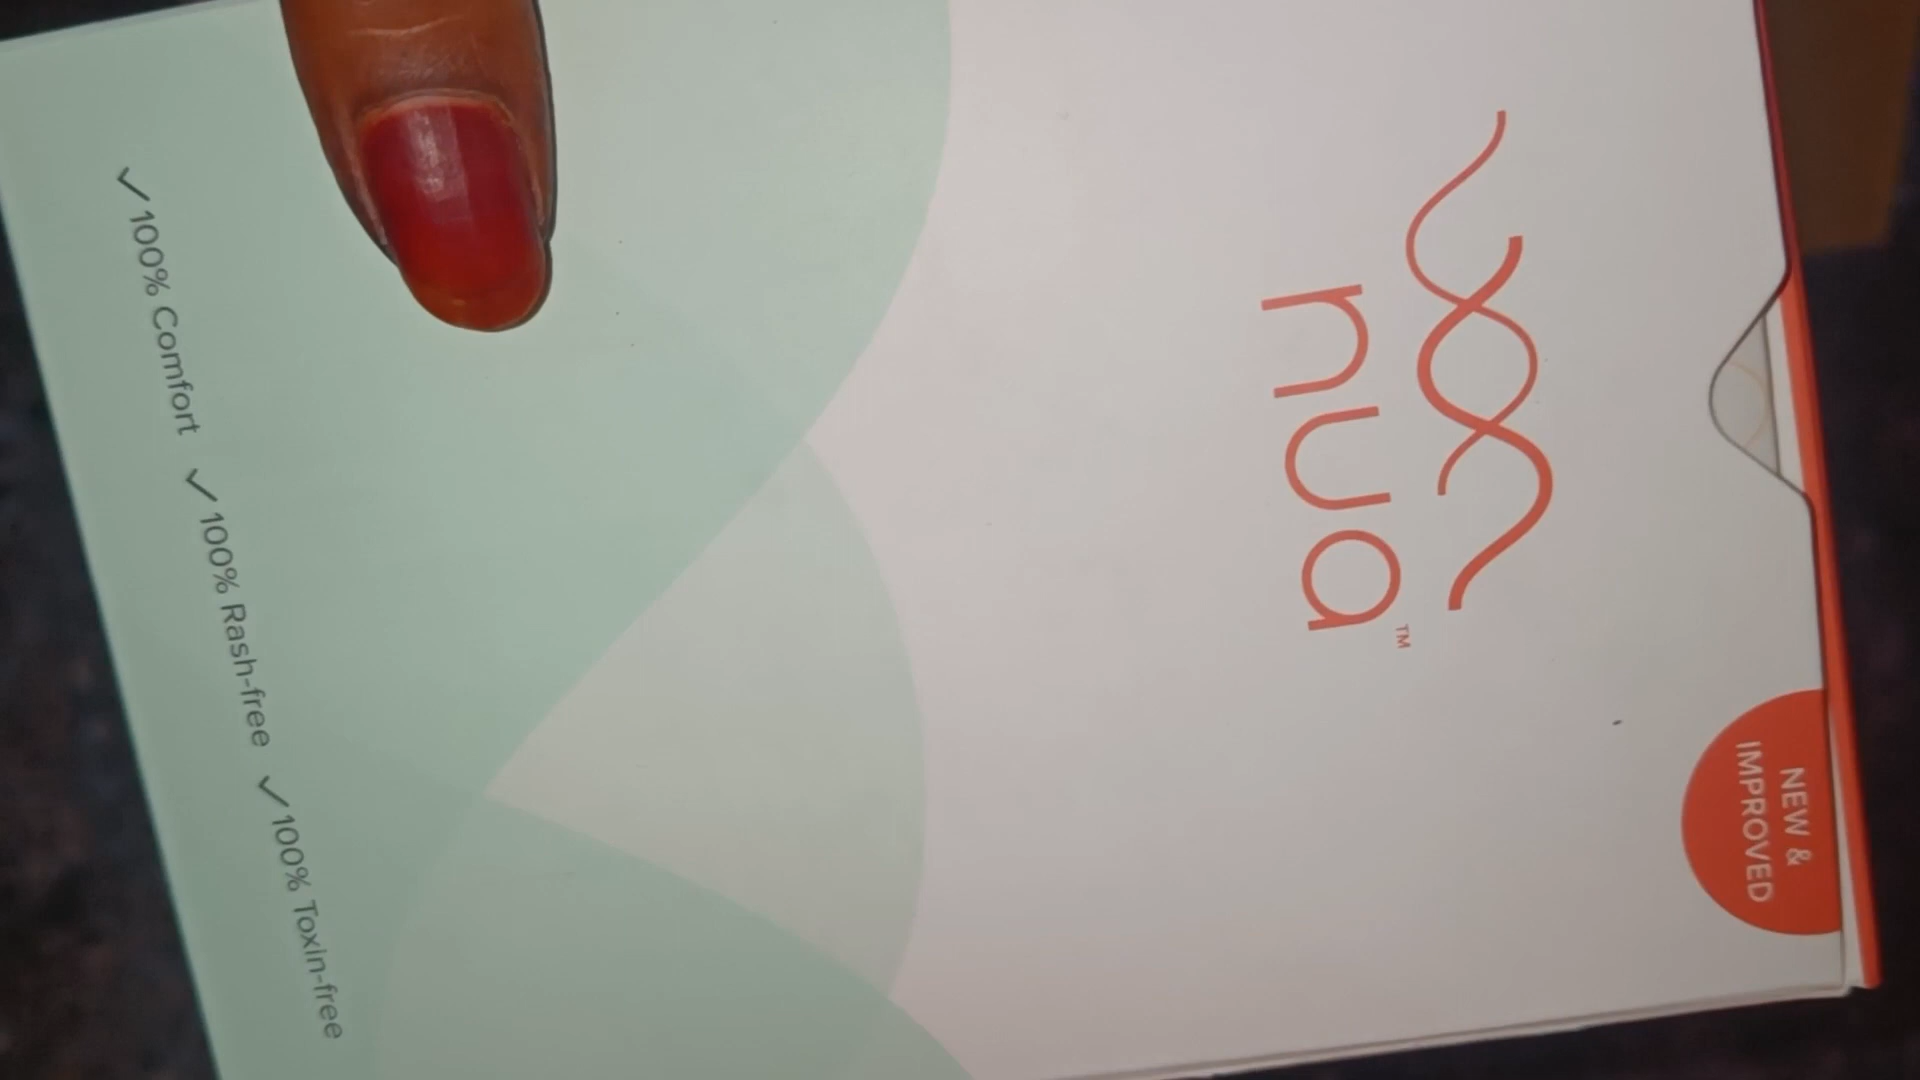 NEW &
IMPROVED
nua™
✓ 100% Comfort ✓ 100% Rash-free ✓ 100% Toxin-free